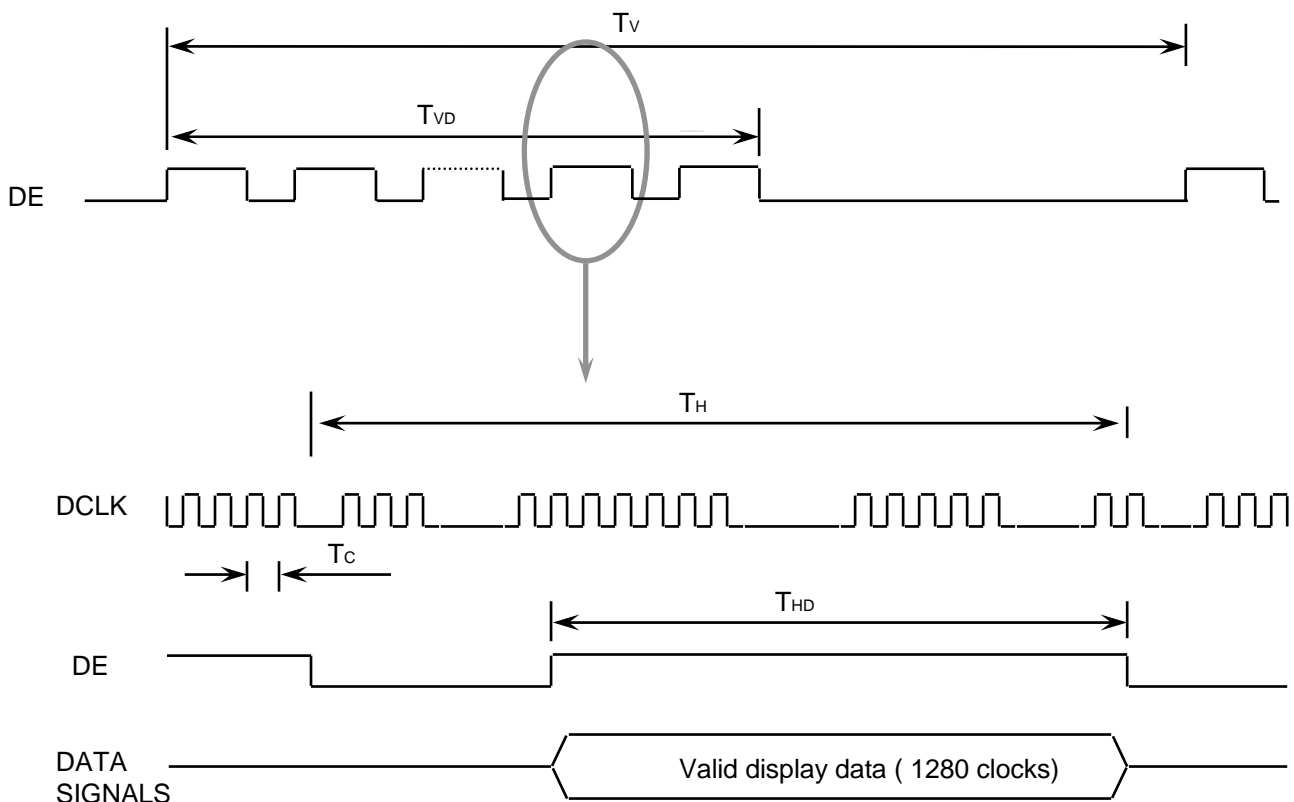 TV
TVD
DE
TH
DCLK
TC
THD
DE
DATA
SIGNALS
Valid display data ( 1280 clocks)